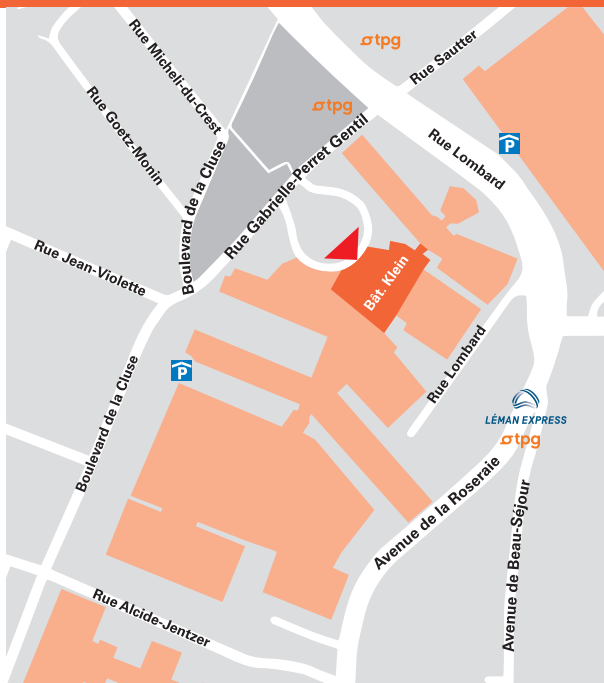 Rue Micheli-du-Crest
tpg
Rue Sautter
Rue Goetz-Monin
tpg
Rue Gabrielle-Perret Gentil
Rue Lombard
P
Boulevard de la Cluse
Rue Jean-Violette
Bât. Klein
P
Boulevard de la Cluse
Rue Lombard
LÉMAN EXPRESS
tpg
Avenue de la Roseraie
Avenue de Beau-Séjour
Rue Alcide-Jentzer